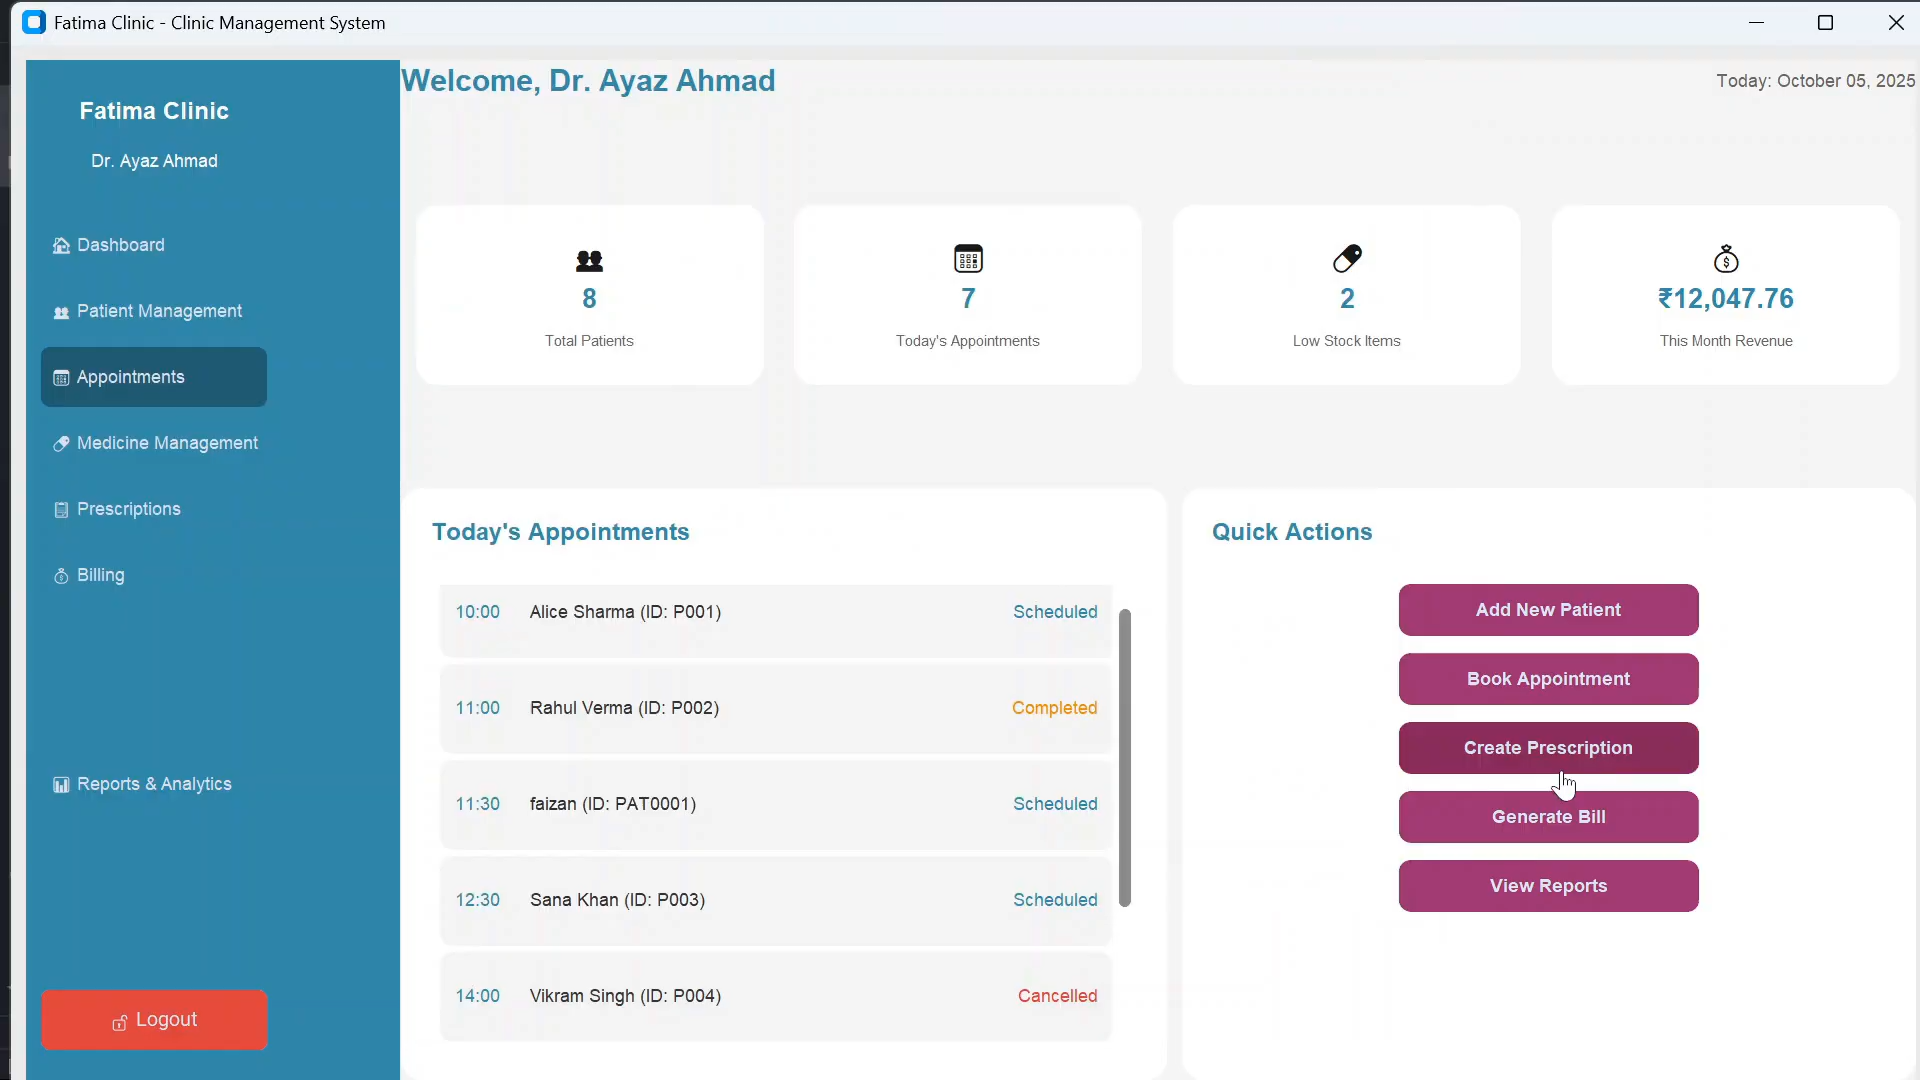 Fatima Clinic - Clinic Management System
Fatima Clinic
Dr. Ayaz Ahmad
Dashboard
Patient Management
Appointments
Medicine Management
Prescriptions
Billing
Reports & Analytics
Logout
Welcome, Dr. Ayaz Ahmad
Today: October 05, 2025
8
Total Patients
7
Today's Appointments
2
Low Stock Items
₹12,047.76
This Month Revenue
Today's Appointments
10:00 Alice Sharma (ID: P001) Scheduled
11:00 Rahul Verma (ID: P002) Completed
11:30 faizan (ID: PAT0001) Scheduled
12:30 Sana Khan (ID: P003) Scheduled
14:00 Vikram Singh (ID: P004) Cancelled
Quick Actions
Add New Patient
Book Appointment
Create Prescription
Generate Bill
View Reports